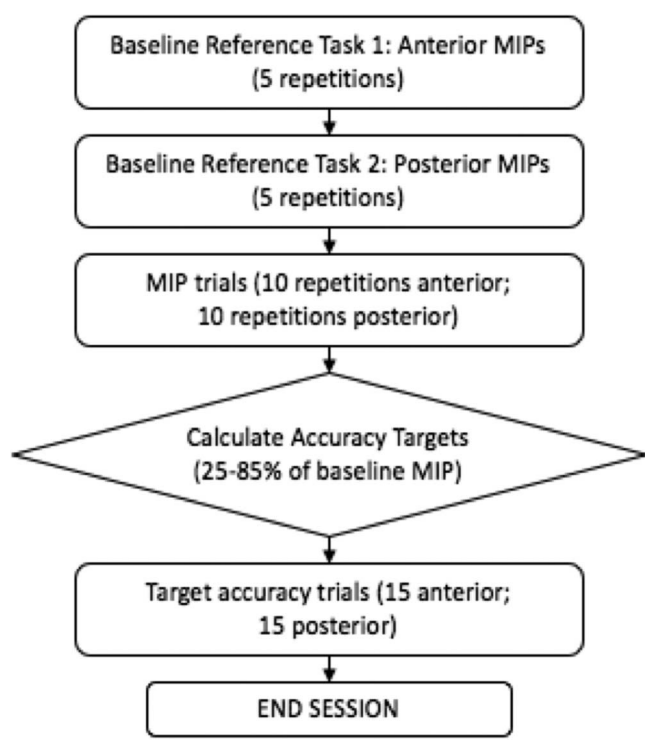 Baseline Reference Task 1: Anterior MIPs
(5 repetitions)
Baseline Reference Task 2: Posterior MIPs
(5 repetitions)
MIP trials (10 repetitions anterior;
10 repetitions posterior)
Calculate Accuracy Targets
(25-85% of baseline MIP)
Target accuracy trials (15 anterior;
15 posterior)
END SESSION